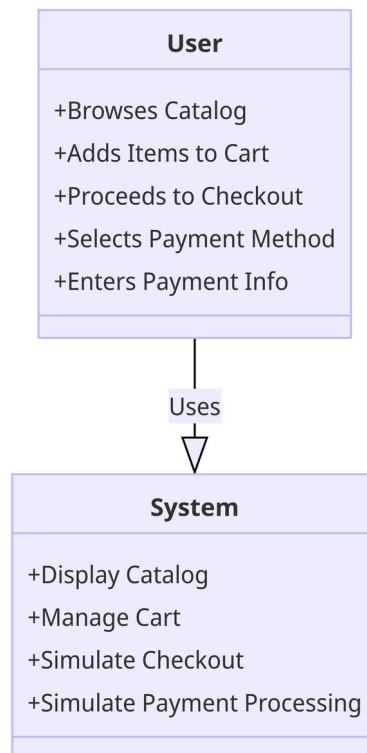 User
+Browses Catalog
+Adds Items to Cart
+Proceeds to Checkout
+Selects Payment Method
+Enters Payment Info
Uses
System
+Display Catalog
+Manage Cart
+Simulate Checkout
+Simulate Payment Processing